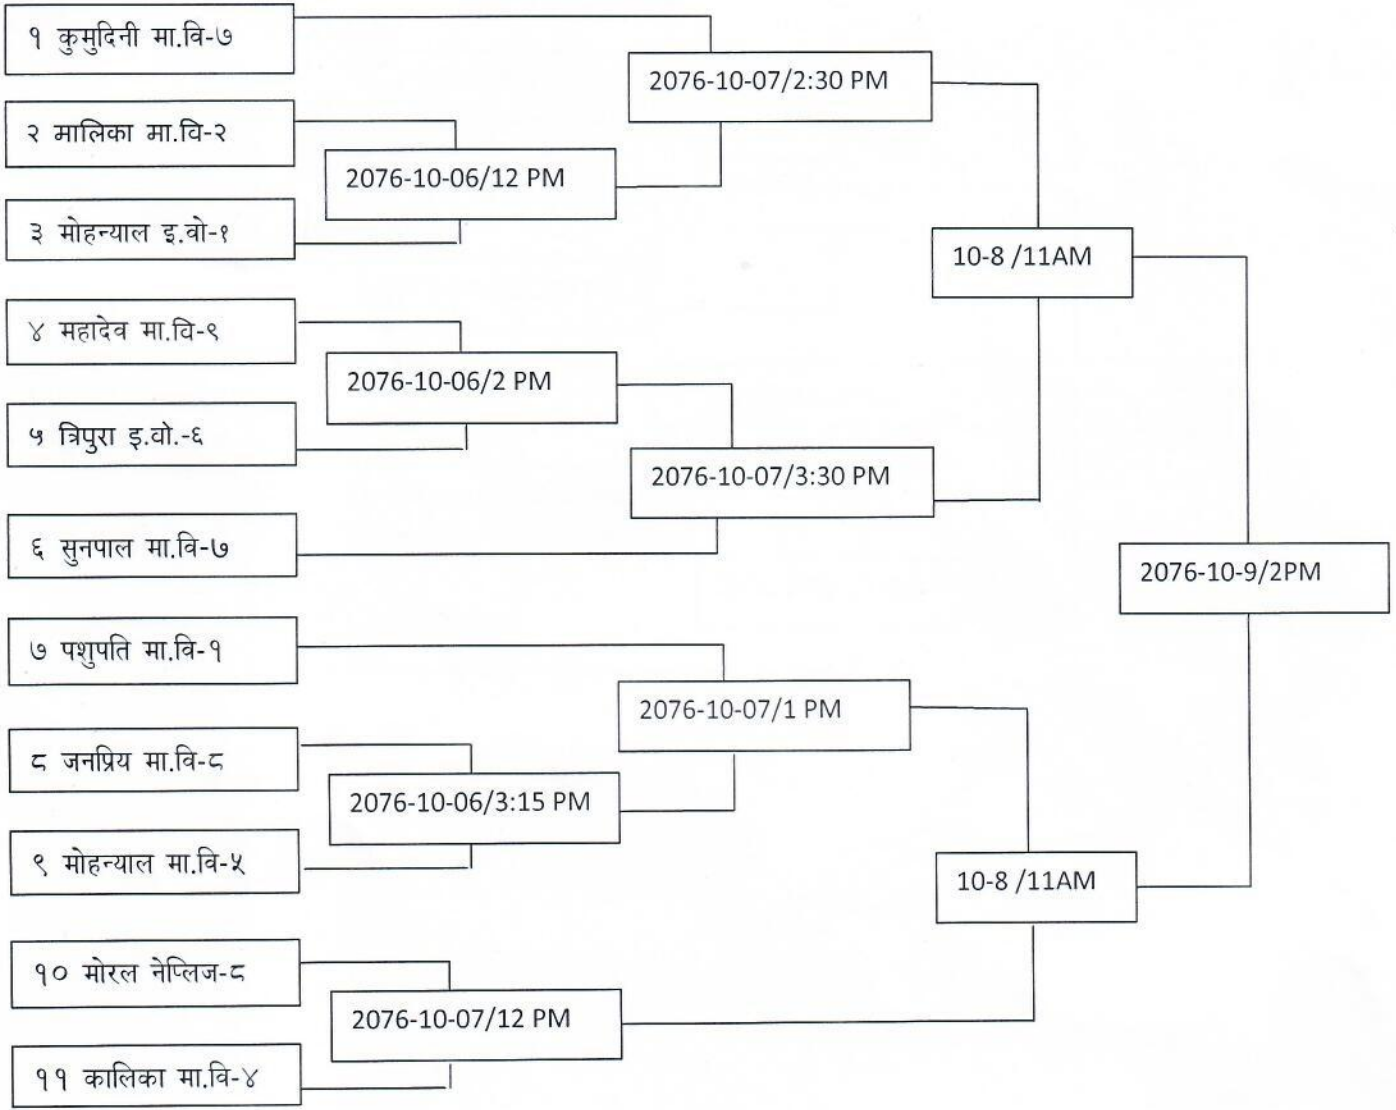 १ कुमुदिनी मा.वि-७
2076-10-07/2:30 PM
२ मालिका मा.वि-२
2076-10-06/12 PM
३ मोहन्याल इ.वो-१
10-8 /11AM
४ महादेव मा.वि-९
2076-10-06/2 PM
५ त्रिपुरा इ.वो.-६
2076-10-07/3:30 PM
६ सुनपाल मा.वि-७
2076-10-9/2PM
७ पशुपति मा.वि-१
2076-10-07/1 PM
८ जनप्रिय मा.वि-८
2076-10-06/3:15 PM
९ मोहन्याल मा.वि-५
10-8 /11AM
१० मोरल नेप्लिज-८
2076-10-07/12 PM
११ कालिका मा.वि-४